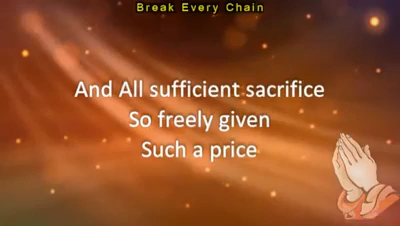 Break Every Chain
And All sufficient sacrifice
So freely given
Such a price